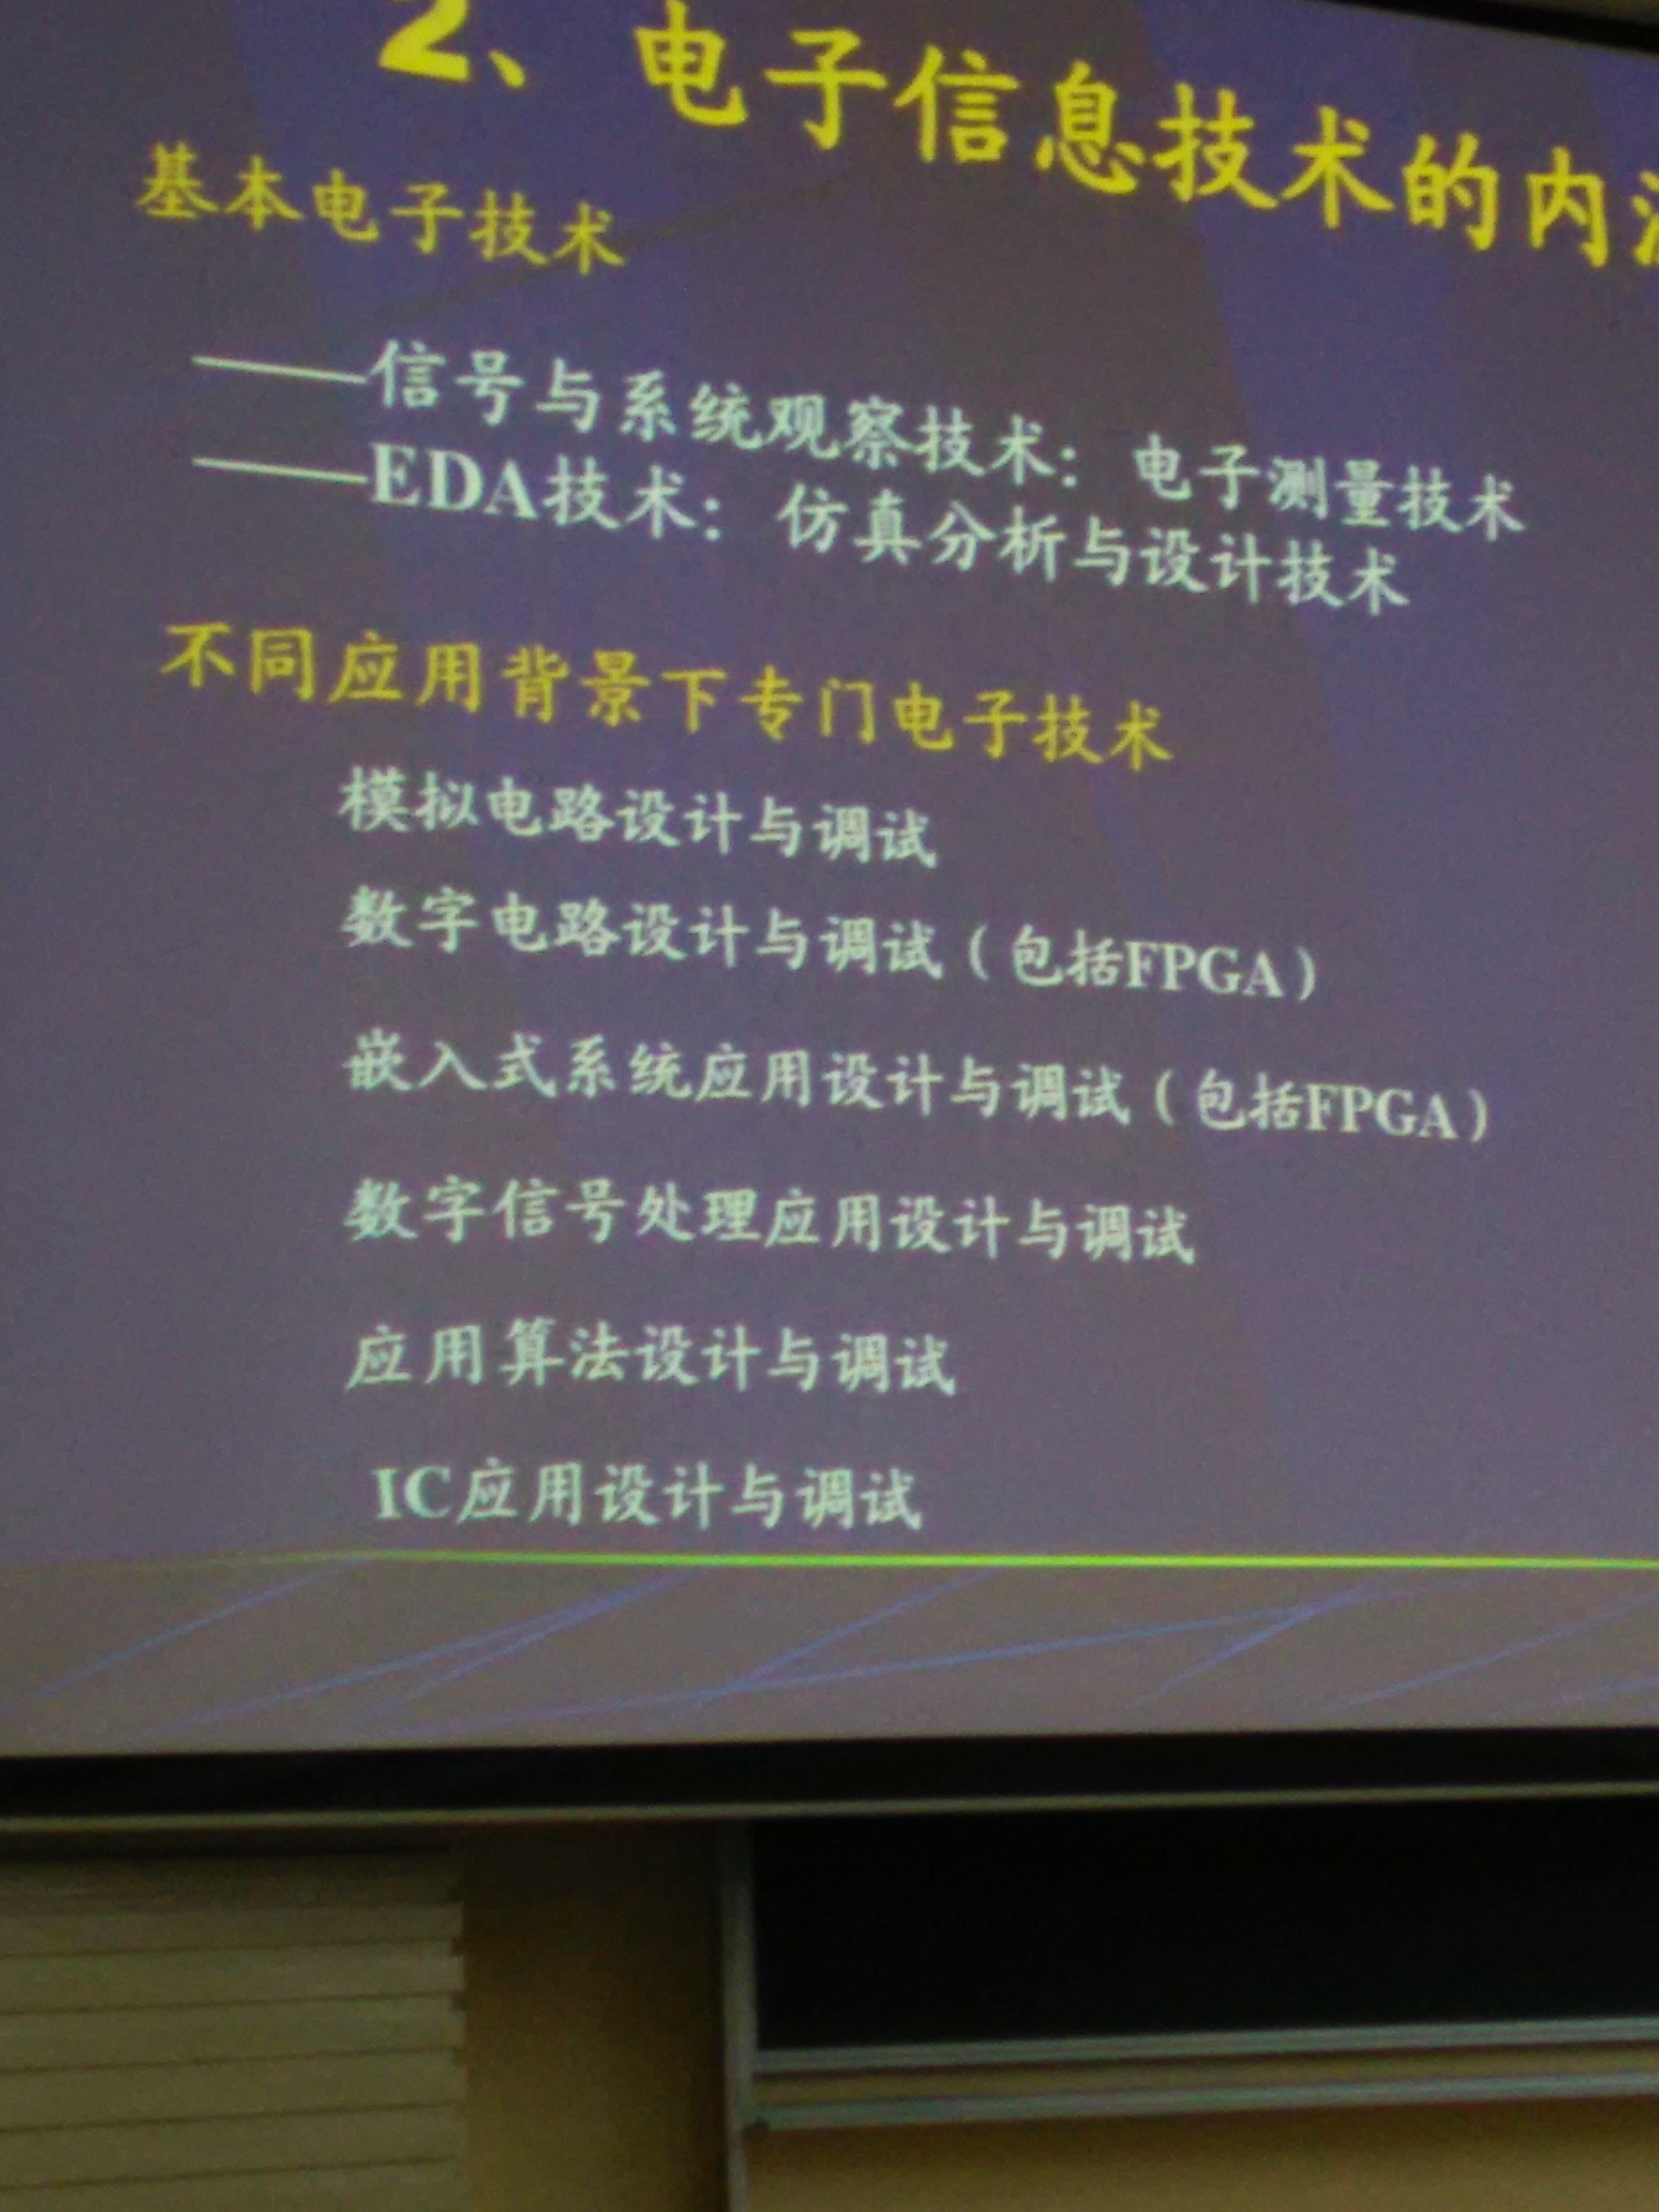 2、电子信息技术的内
基本电子技术
——信号与系统观察技术：电子测量技术
——EDA技术：仿真分析与设计技术
不同应用背景下专门电子技术
模拟电路设计与调试
数字电路设计与调试（包括FPGA）
嵌入式系统应用设计与调试（包括FPGA）
数字信号处理应用设计与调试
应用算法设计与调试
IC应用设计与调试